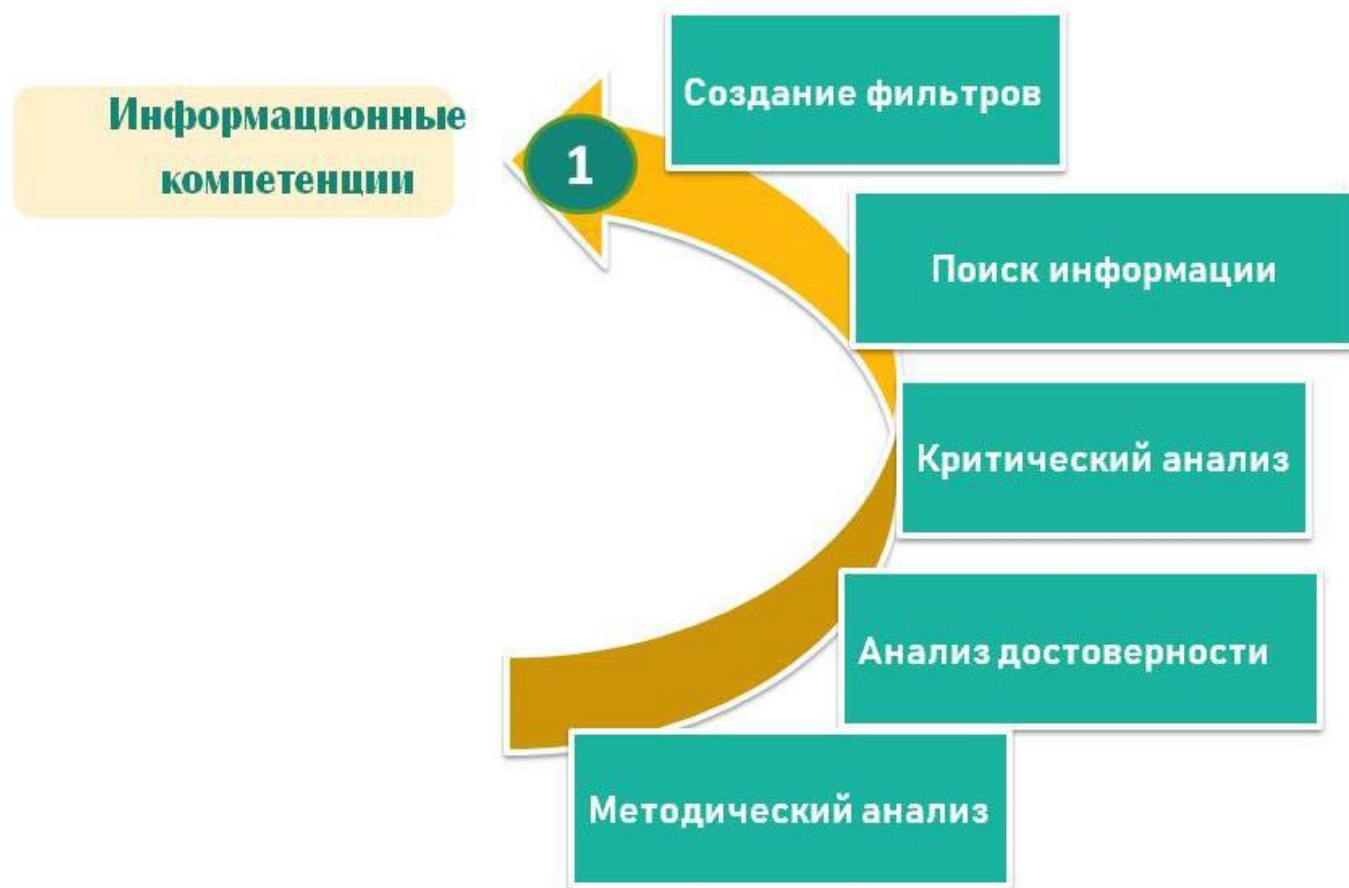 Информационные
компетенции
1
Создание фильтров
Поиск информации
Критический анализ
Анализ достоверности
Методический анализ